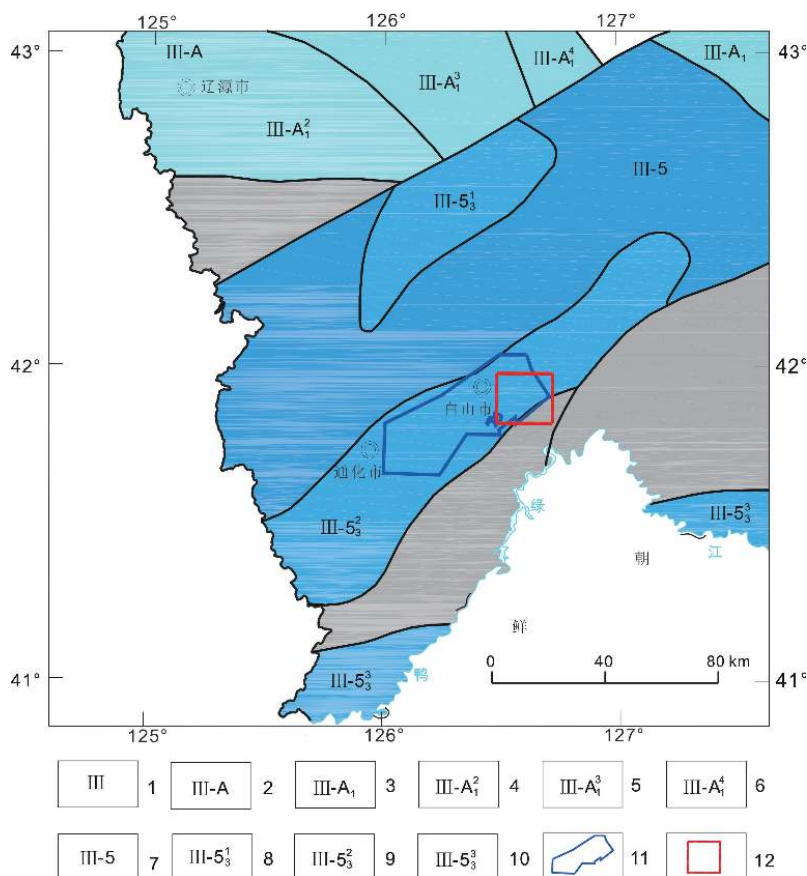 125° 126° 127°
43° 43°
III-A
辽源市
III-A₁³
III-A₁⁴
III-A₁
III-A₁²
III-5
III-5₃¹
42° 42°
白山市
通化市
III-5₃²
III-5₃³
绿
朝
江
鲜
0 40 80 km
41° 41°
III-5₃³
鸭
125° 126° 127°
III 1 III-A 2 III-A₁ 3 III-A₁² 4 III-A₁³ 5 III-A₁⁴ 6
III-5 7 III-5₃¹ 8 III-5₃² 9 III-5₃³ 10 11 12